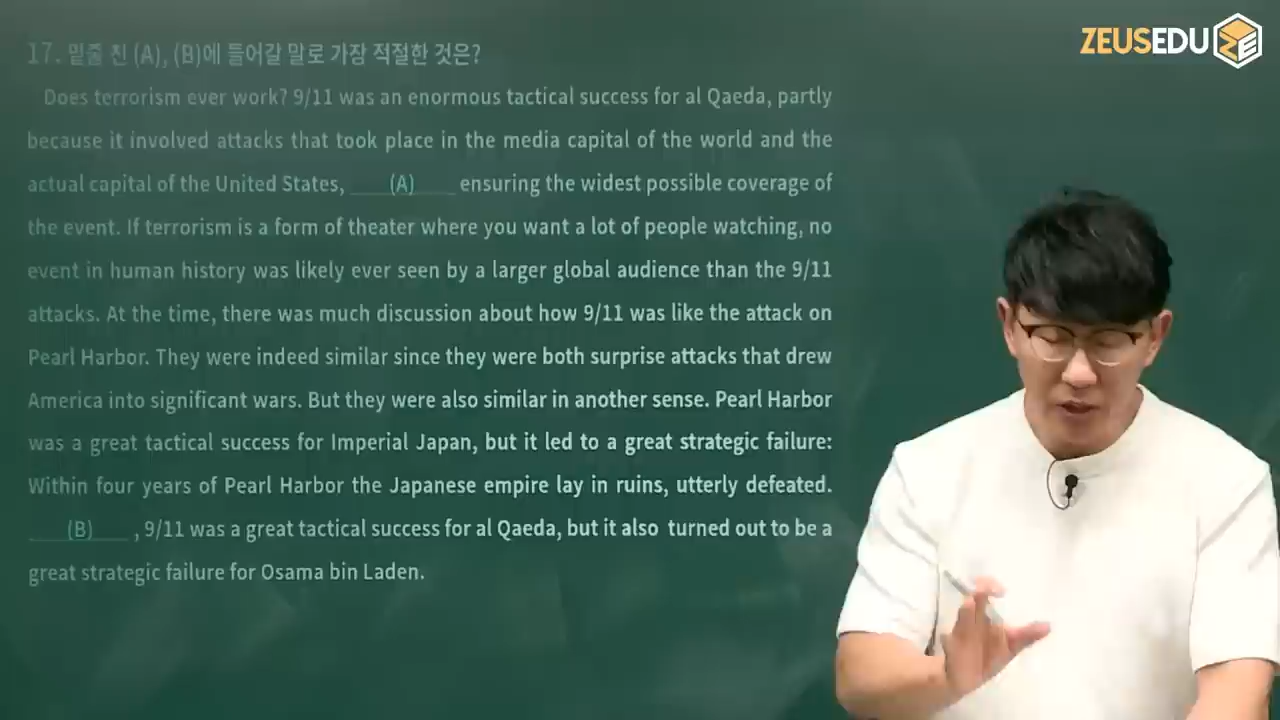 ZEUSEDU
17. 밑줄 친 (A), (B)에 들어갈 말로 가장 적절한 것은?
Does terrorism ever work? 9/11 was an enormous tactical success for al Qaeda, partly
because it involved attacks that took place in the media capital of the world and the
actual capital of the United States, ___(A)___ ensuring the widest possible coverage of
the event. If terrorism is a form of theater where you want a lot of people watching, no
event in human history was likely ever seen by a larger global audience than the 9/11
attacks. At the time, there was much discussion about how 9/11 was like the attack on
Pearl Harbor. They were indeed similar since they were both surprise attacks that drew
America into significant wars. But they were also similar in another sense. Pearl Harbor
was a great tactical success for Imperial Japan, but it led to a great strategic failure:
Within four years of Pearl Harbor the Japanese empire lay in ruins, utterly defeated.
___(B)___ , 9/11 was a great tactical success for al Qaeda, but it also turned out to be a
great strategic failure for Osama bin Laden.